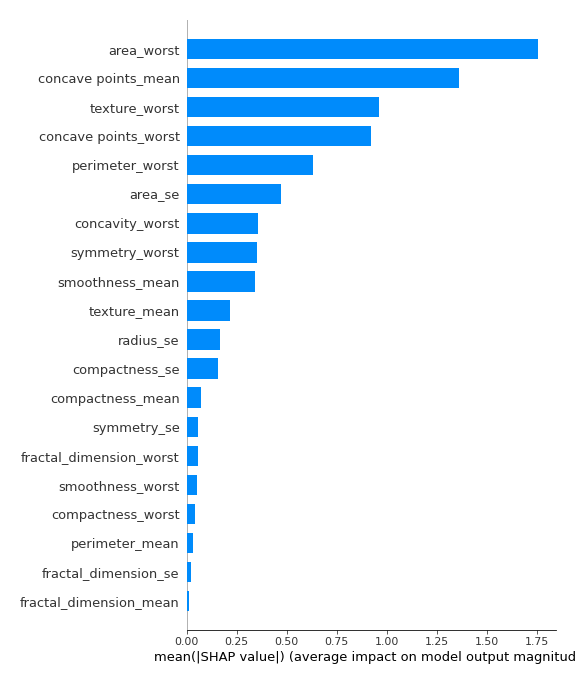 area_worst
concave points_mean
texture_worst
concave points_worst
perimeter_worst
area_se
concavity_worst
symmetry_worst
smoothness_mean
texture_mean
radius_se
compactness_se
compactness_mean
symmetry_se
fractal_dimension_worst
smoothness_worst
compactness_worst
perimeter_mean
fractal_dimension_se
fractal_dimension_mean
0.00 0.25 0.50 0.75 1.00 1.25 1.50 1.75
mean(|SHAP value|) (average impact on model output magnitud